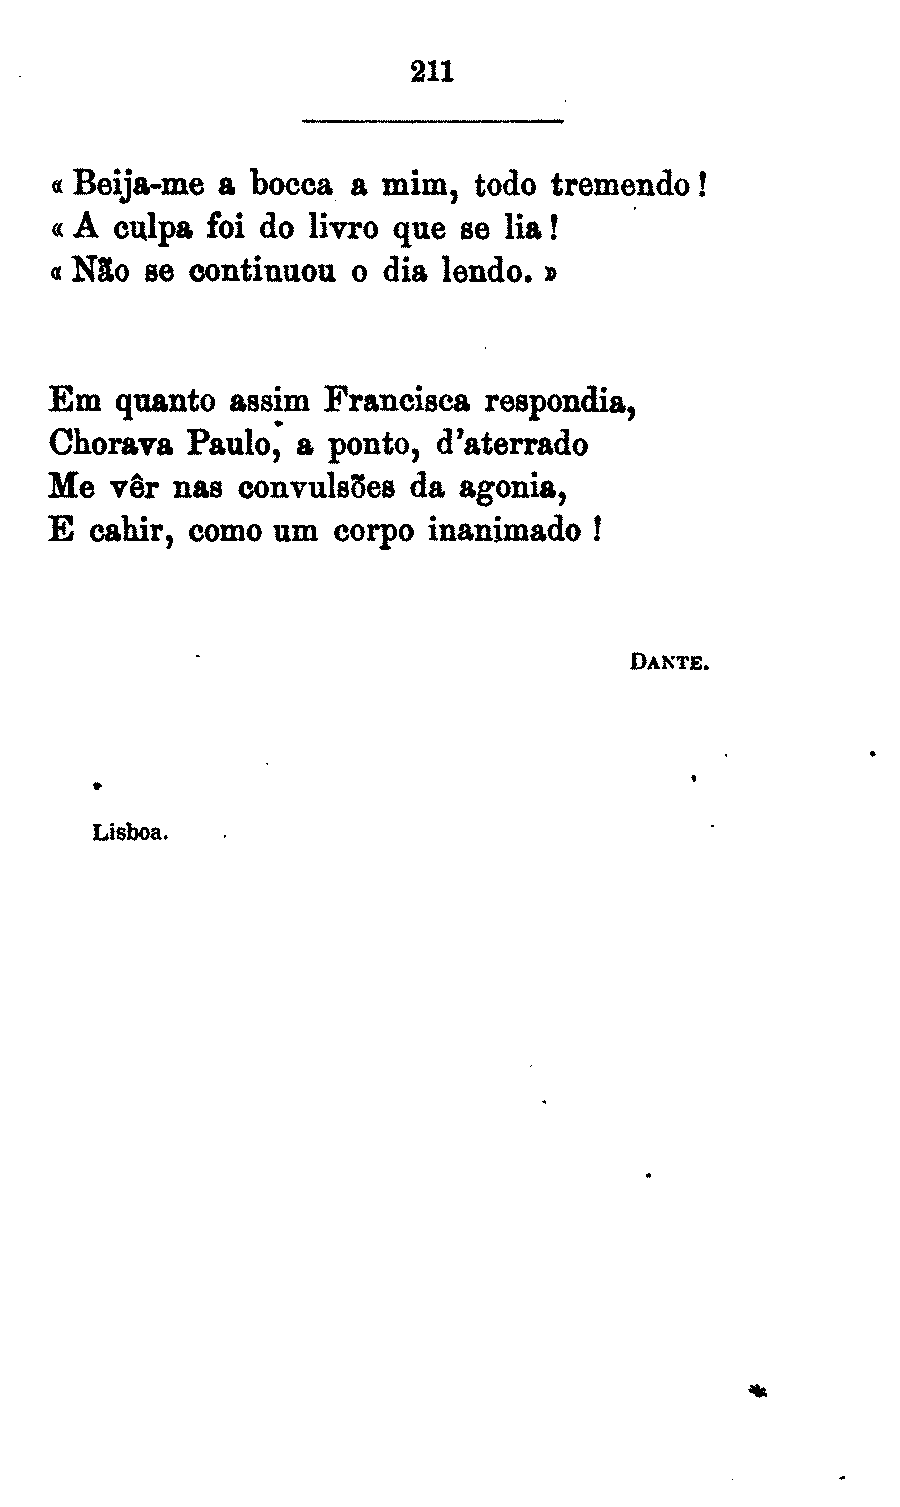 211
« Beija-me a bocca a mim, todo tremendo !
« A culpa foi do livro que se lia !
« Não se continuou o dia lendo. »
Em quanto assim Francisca respondia,
Chorava Paulo, a ponto, d'aterrado
Me vêr nas convulsões da agonia,
E cahir, como um corpo inanimado !
DANTE.
Lisboa.